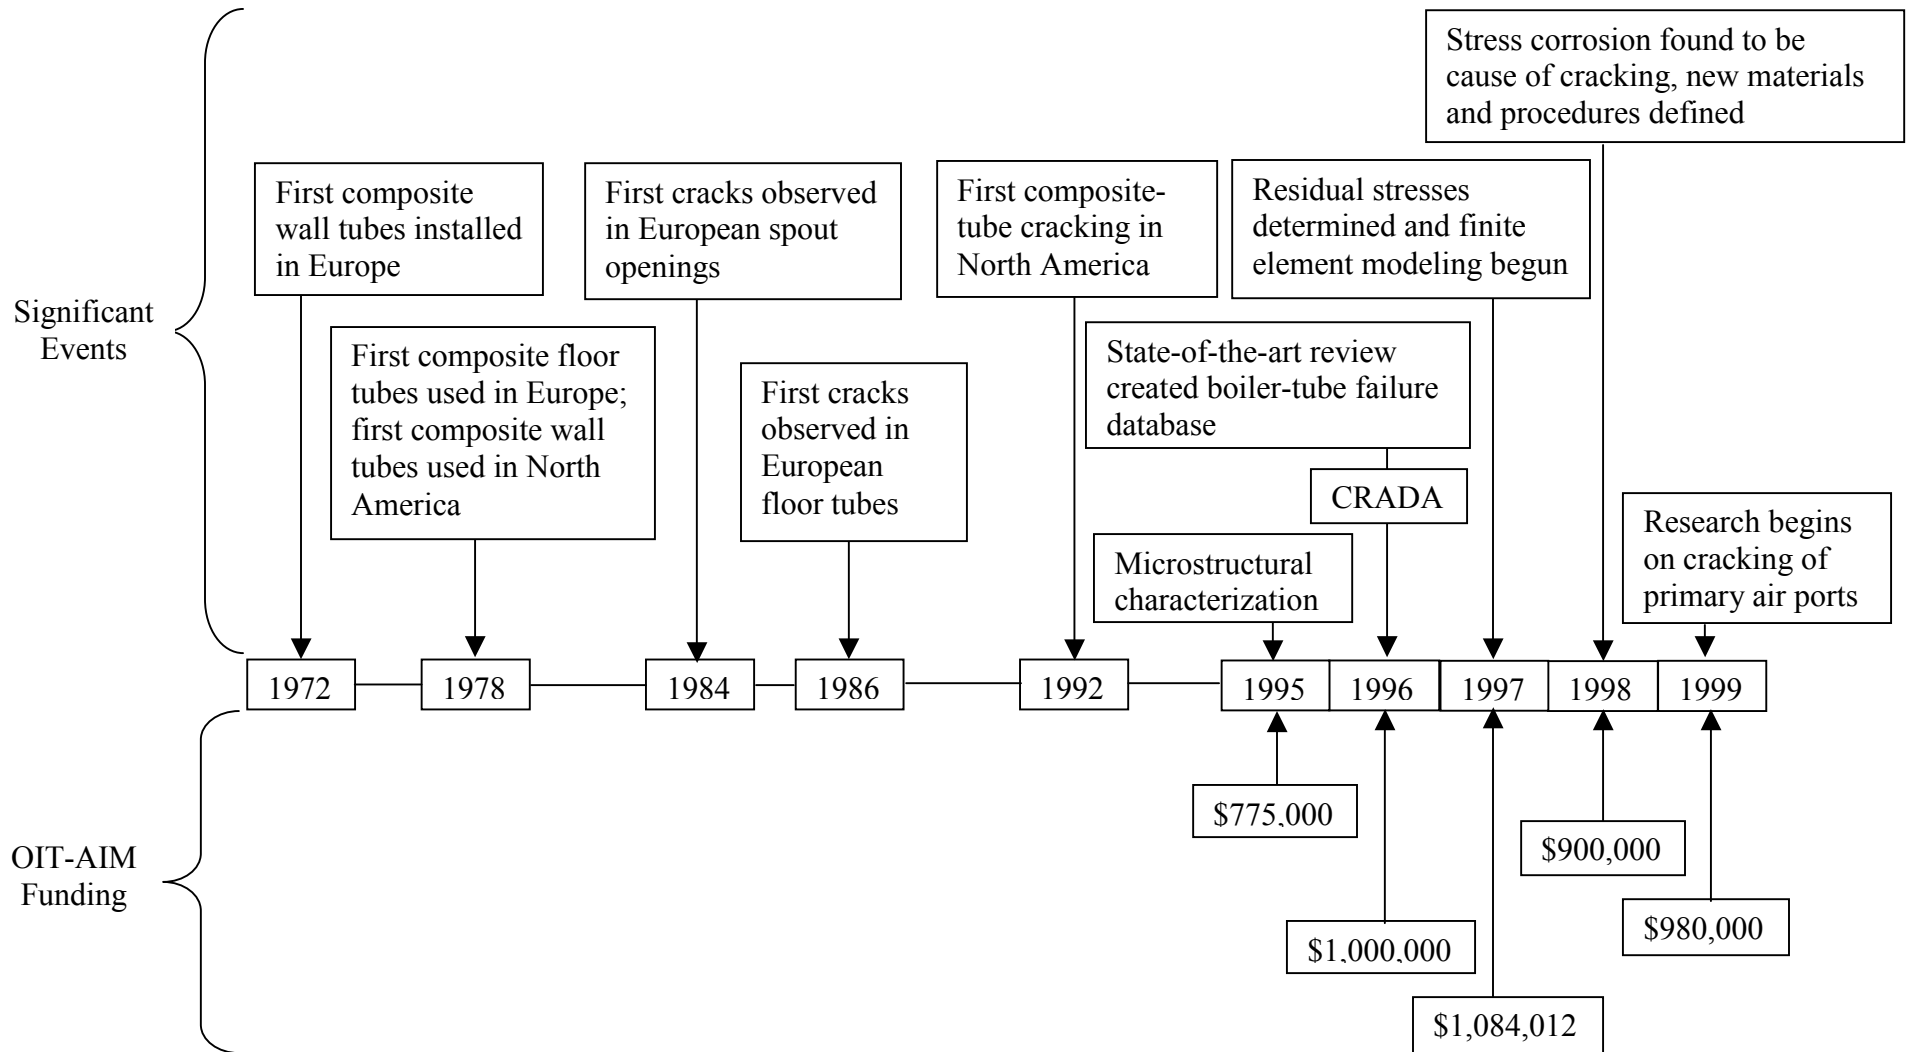 Stress corrosion found to be
cause of cracking, new materials
and procedures defined
First composite
wall tubes installed
in Europe
First cracks observed
in European spout
openings
First composite-
tube cracking in
North America
Residual stresses
determined and finite
element modeling begun
Significant
Events
First composite floor
tubes used in Europe;
first composite wall
tubes used in North
America
First cracks
observed in
European
floor tubes
State-of-the-art review
created boiler-tube failure
database
CRADA
Microstructural
characterization
Research begins
on cracking of
primary air ports
1972
1978
1984
1986
1992
1995
1996
1997
1998
1999
OIT-AIM
Funding
$775,000
$1,000,000
$1,084,012
$900,000
$980,000